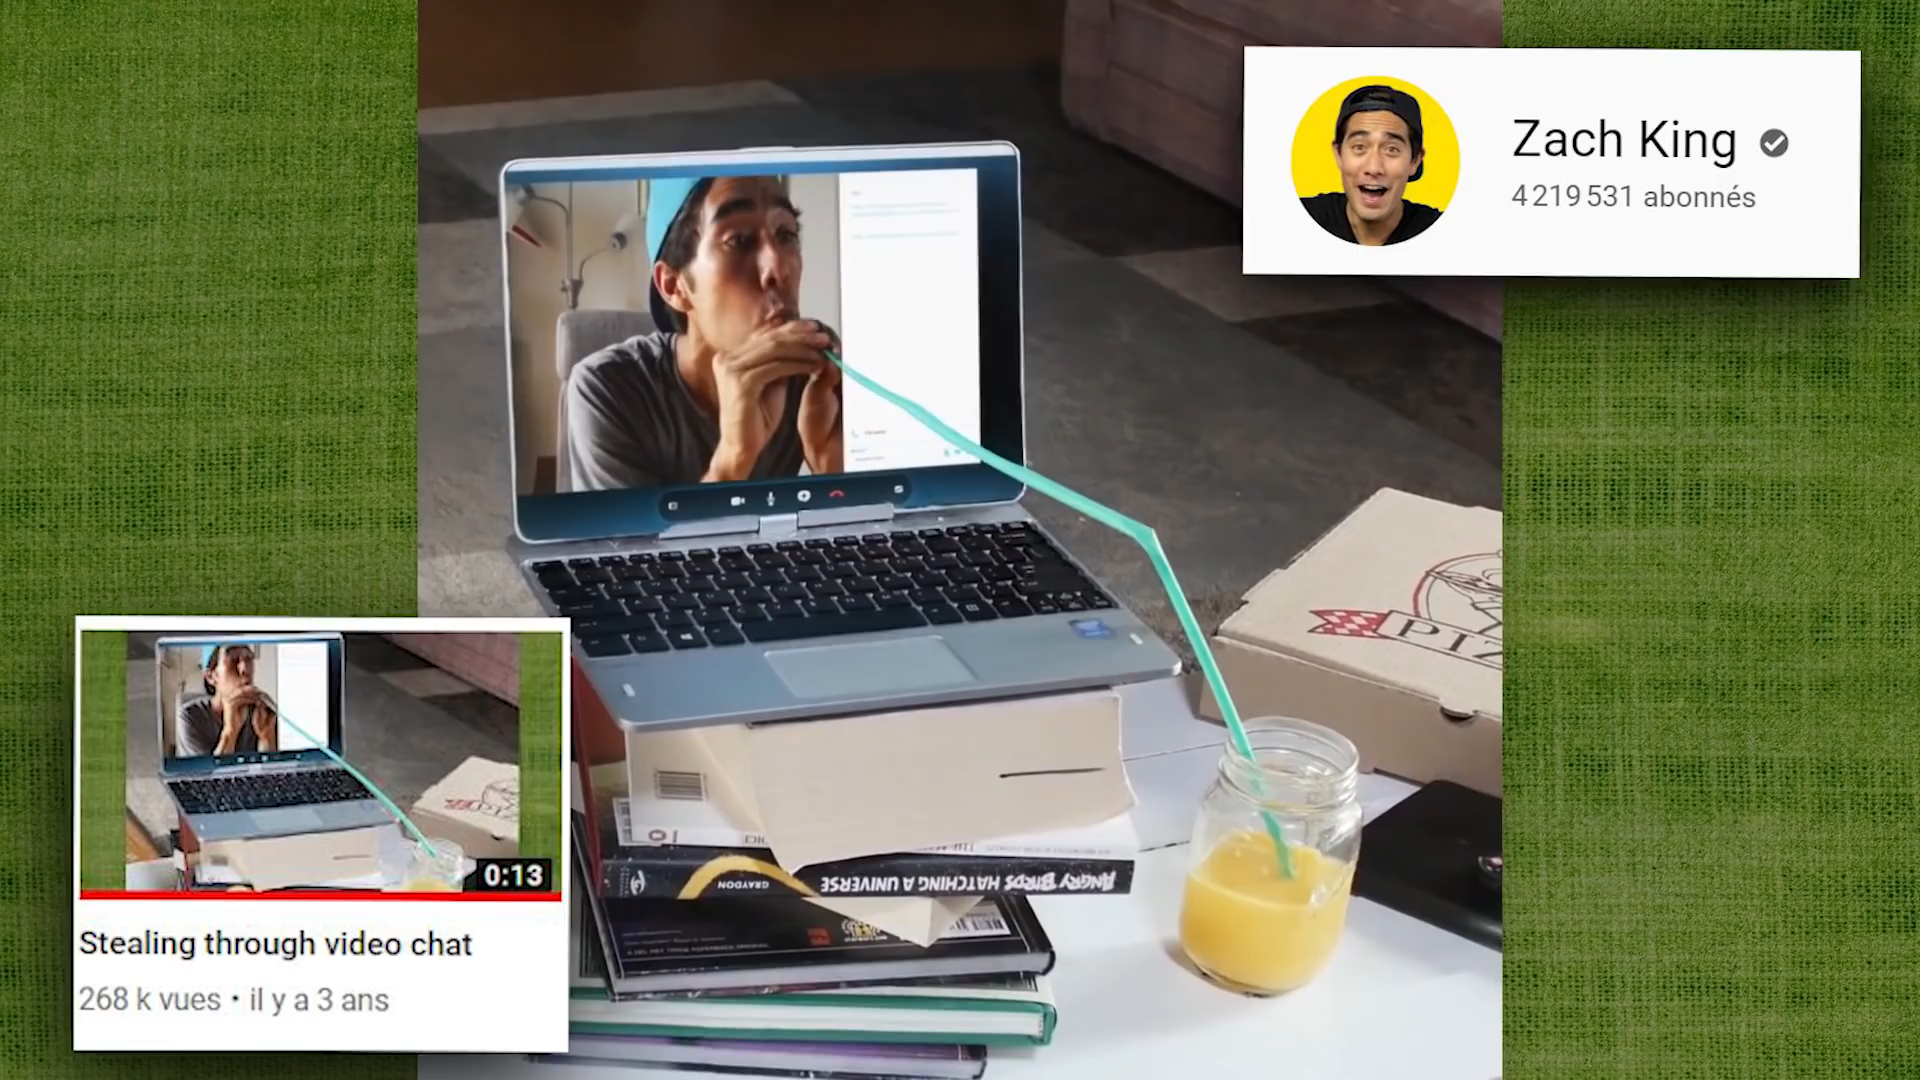 Zach King
4 219 531 abonnés
PIZ
0:13
Stealing through video chat
268 k vues • il y a 3 ans
GRAYDON
ANGRY BIRDS HATCHING A UNIVERSE